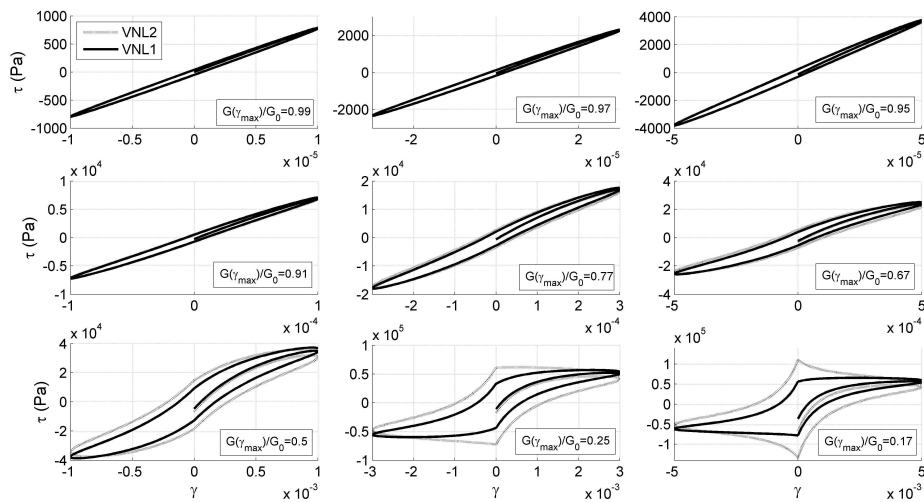 1000
500
0
-500
-1000
τ (Pa)
VNL2
VNL1
G(γmax)/G0=0.99
-1 -0.5 0 0.5 1
x 10-5
2000
0
-2000
G(γmax)/G0=0.97
-2 0 2
x 10-5
4000
2000
0
-2000
-4000
G(γmax)/G0=0.95
-5 0 5
x 10-5
x 10^4
1
0.5
0
-0.5
-1
τ (Pa)
G(γmax)/G0=0.91
-1 -0.5 0 0.5 1
x 10-4
x 10^4
2
1
0
-1
-2
G(γmax)/G0=0.77
-3 -2 -1 0 1 2 3
x 10-4
x 10^4
4
2
0
-2
-4
G(γmax)/G0=0.67
-5 0 5
x 10-4
x 10^4
4
2
0
-2
-4
τ (Pa)
G(γmax)/G0=0.5
-1 -0.5 0 0.5 1
γ
x 10-3
x 10^5
1
0.5
0
-0.5
-1
G(γmax)/G0=0.25
-3 -2 -1 0 1 2 3
γ
x 10-3
x 10^5
1
0.5
0
-0.5
-1
G(γmax)/G0=0.17
-5 0 5
γ
x 10-3